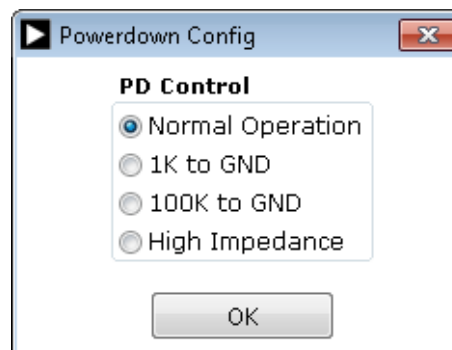 Powerdown Config
PD Control
Normal Operation
1K to GND
100K to GND
High Impedance
OK